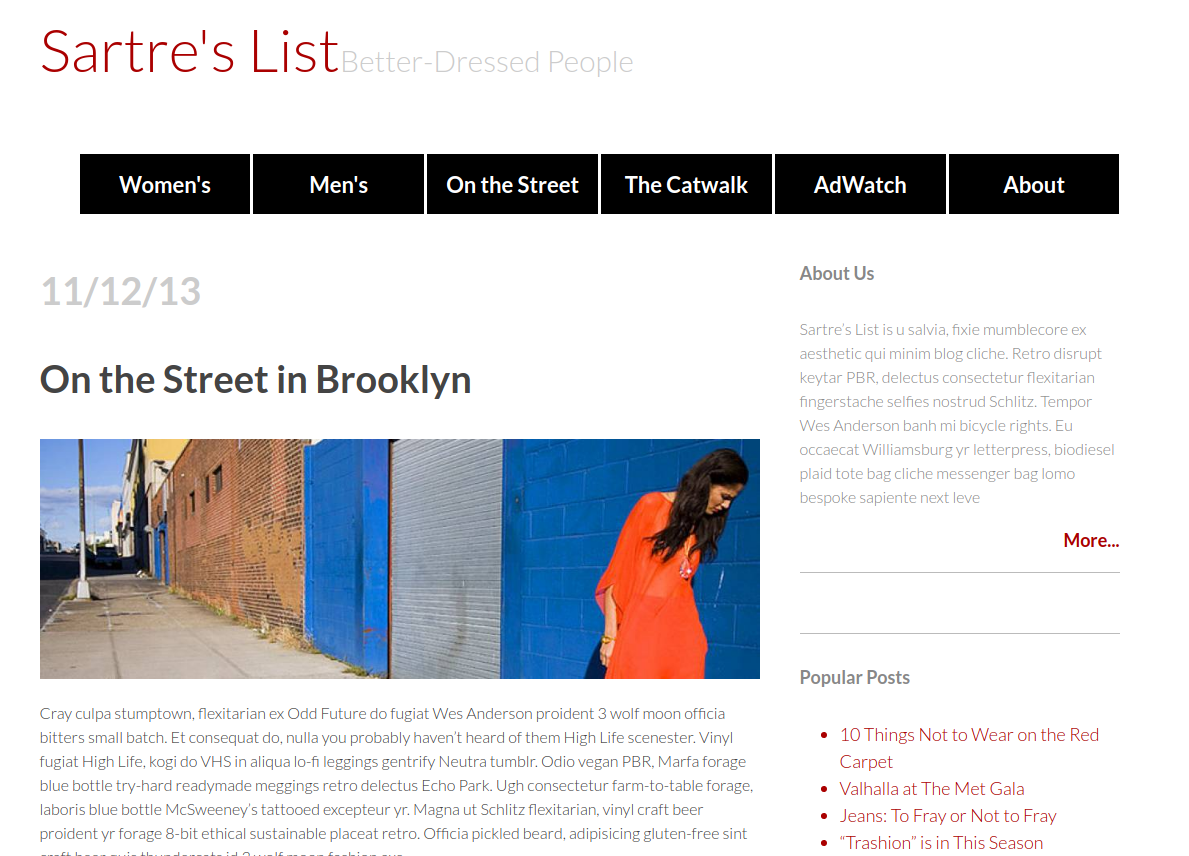 Sartre's List Better-Dressed People
Women's Men's On the Street The Catwalk AdWatch About
11/12/13
On the Street in Brooklyn
Cray culpa stumptown, flexitarian ex Odd Future do fugiat Wes Anderson proident 3 wolf moon officia
bitters small batch. Et consequat do, nulla you probably haven’t heard of them High Life scenester. Vinyl
fugiat High Life, kogi do VHS in aliqua lo-fi leggings gentrify Neutra tumblr. Odio vegan PBR, Marfa forage
blue bottle try-hard readymade meggings retro delectus Echo Park. Ugh consectetur farm-to-table forage,
laboris blue bottle McSweeney’s tattooed excepteur yr. Magna ut Schlitz flexitarian, vinyl craft beer
proident yr forage 8-bit ethical sustainable placeat retro. Officia pickled beard, adipisicing gluten-free sint
About Us
Sartre’s List is u salvia, fixie mumblecore ex
aesthetic qui minim blog cliche. Retro disrupt
keytar PBR, delectus consectetur flexitarian
fingerstache selfies nostrud Schlitz. Tempor
Wes Anderson banh mi bicycle rights. Eu
occaecat Williamsburg yr letterpress, biodiesel
plaid tote bag cliche messenger bag lomo
bespoke sapiente next leve
More...
Popular Posts
10 Things Not to Wear on the Red
Carpet
Valhalla at The Met Gala
Jeans: To Fray or Not to Fray
“Trashion” is in This Season